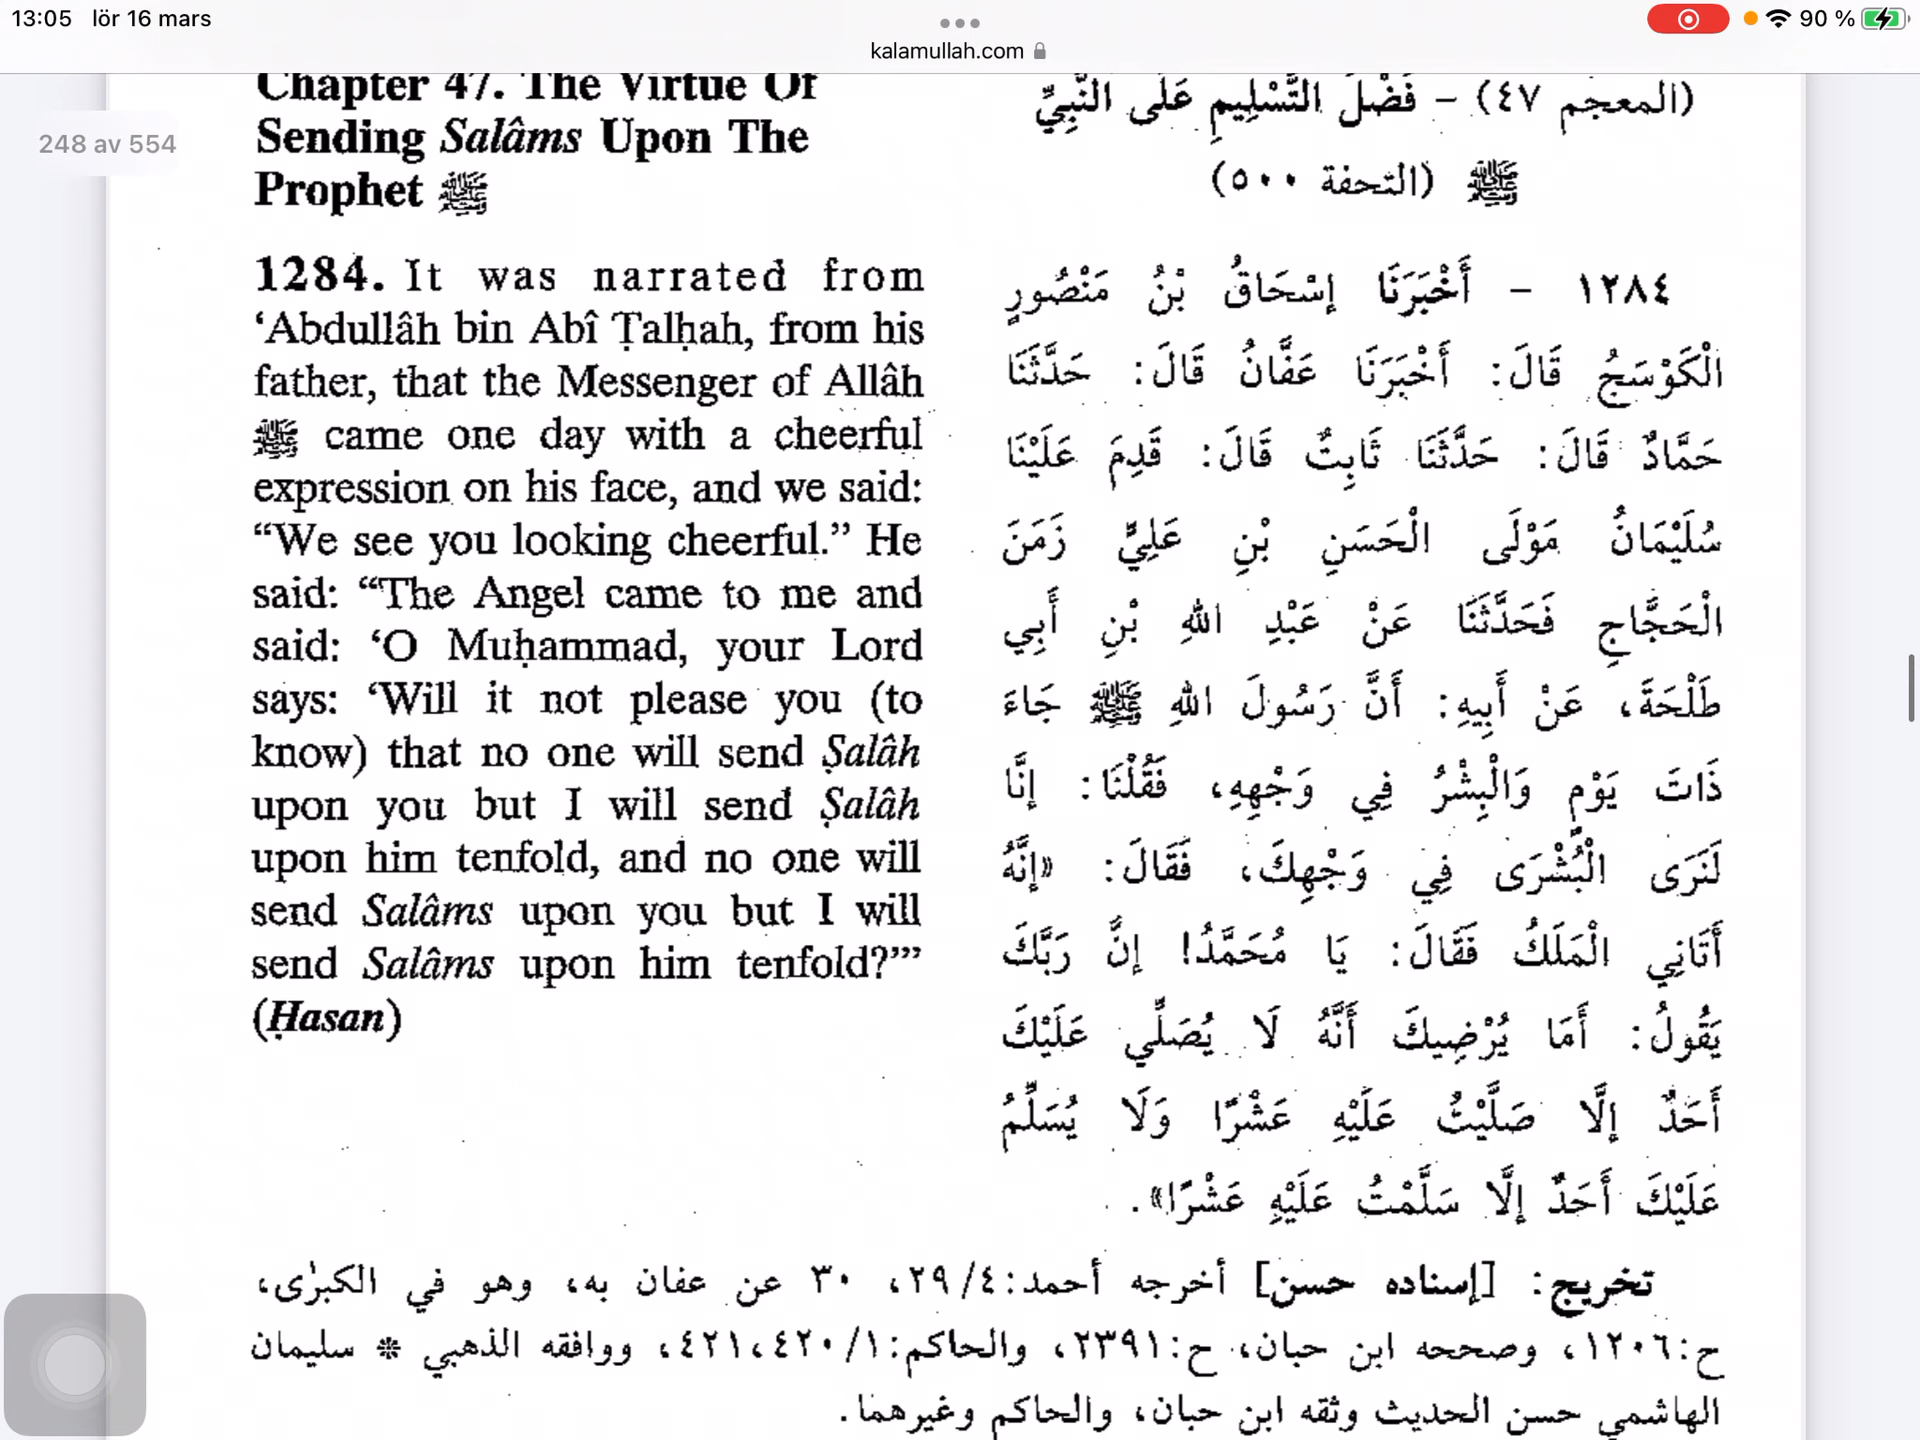 13:05 lör 16 mars
90 %
kalamullah.com
248 av 554
Chapter 47. The Virtue Of
Sending Salâms Upon The
Prophet ﷺ
1284. It was narrated from
‘Abdullâh bin Abî Ṭalḥah, from his
father, that the Messenger of Allâh
ﷺ came one day with a cheerful
expression on his face, and we said:
“We see you looking cheerful.” He
said: “The Angel came to me and
said: ‘O Muḥammad, your Lord
says: ‘Will it not please you (to
know) that no one will send Ṣalâh
upon you but I will send Ṣalâh
upon him tenfold, and no one will
send Salâms upon you but I will
send Salâms upon him tenfold?’”’
(Ḥasan)
(المعجم ٤٧) – فَضْلُ التَّسْلِيمِ عَلَى النَّبِيِّ
ﷺ (التحفة ٥٠٠)
١٢٨٤ – أَخْبَرَنَا إِسْحَاقُ بْنُ مَنْصُورٍ
الْكَوْسَجُ قَالَ: أَخْبَرَنَا عَفَّانُ قَالَ: حَدَّثَنَا
حَمَّادٌ قَالَ: حَدَّثَنَا ثَابِتٌ قَالَ: قَدِمَ عَلَيْنَا
سُلَيْمَانُ مَوْلَى الْحَسَنِ بْنِ عَلِيٍّ زَمَنَ
الْحَجَّاجِ فَحَدَّثَنَا عَنْ عَبْدِ اللهِ بْنِ أَبِي
طَلْحَةَ، عَنْ أَبِيهِ: أَنَّ رَسُولَ اللهِ ﷺ جَاءَ
ذَاتَ يَوْمٍ وَالْبِشْرُ فِي وَجْهِهِ، فَقُلْنَا: إِنَّا
لَنَرَى الْبُشْرَى فِي وَجْهِكَ، فَقَالَ: «إِنَّهُ
أَتَانِي الْمَلَكُ فَقَالَ: يَا مُحَمَّدُ! إِنَّ رَبَّكَ
يَقُولُ: أَمَا يُرْضِيكَ أَنَّهُ لَا يُصَلِّي عَلَيْكَ
أَحَدٌ إِلَّا صَلَّيْتُ عَلَيْهِ عَشْرًا وَلَا يُسَلِّمُ
عَلَيْكَ أَحَدٌ إِلَّا سَلَّمْتُ عَلَيْهِ عَشْرًا».
تخريج: [إسناده حسن] أخرجه أحمد: ٤/ ٢٩، ٣٠ عن عفان به، وهو في الكبرٰى،
ح: ١٢٠٦، وصححه ابن حبان، ح: ٢٣٩١، والحاكم: ١/ ٤٢٠، ٤٢١، ووافقه الذهبي * سليمان
الهاشمي حسن الحديث وثقه ابن حبان، والحاكم وغيرهما.